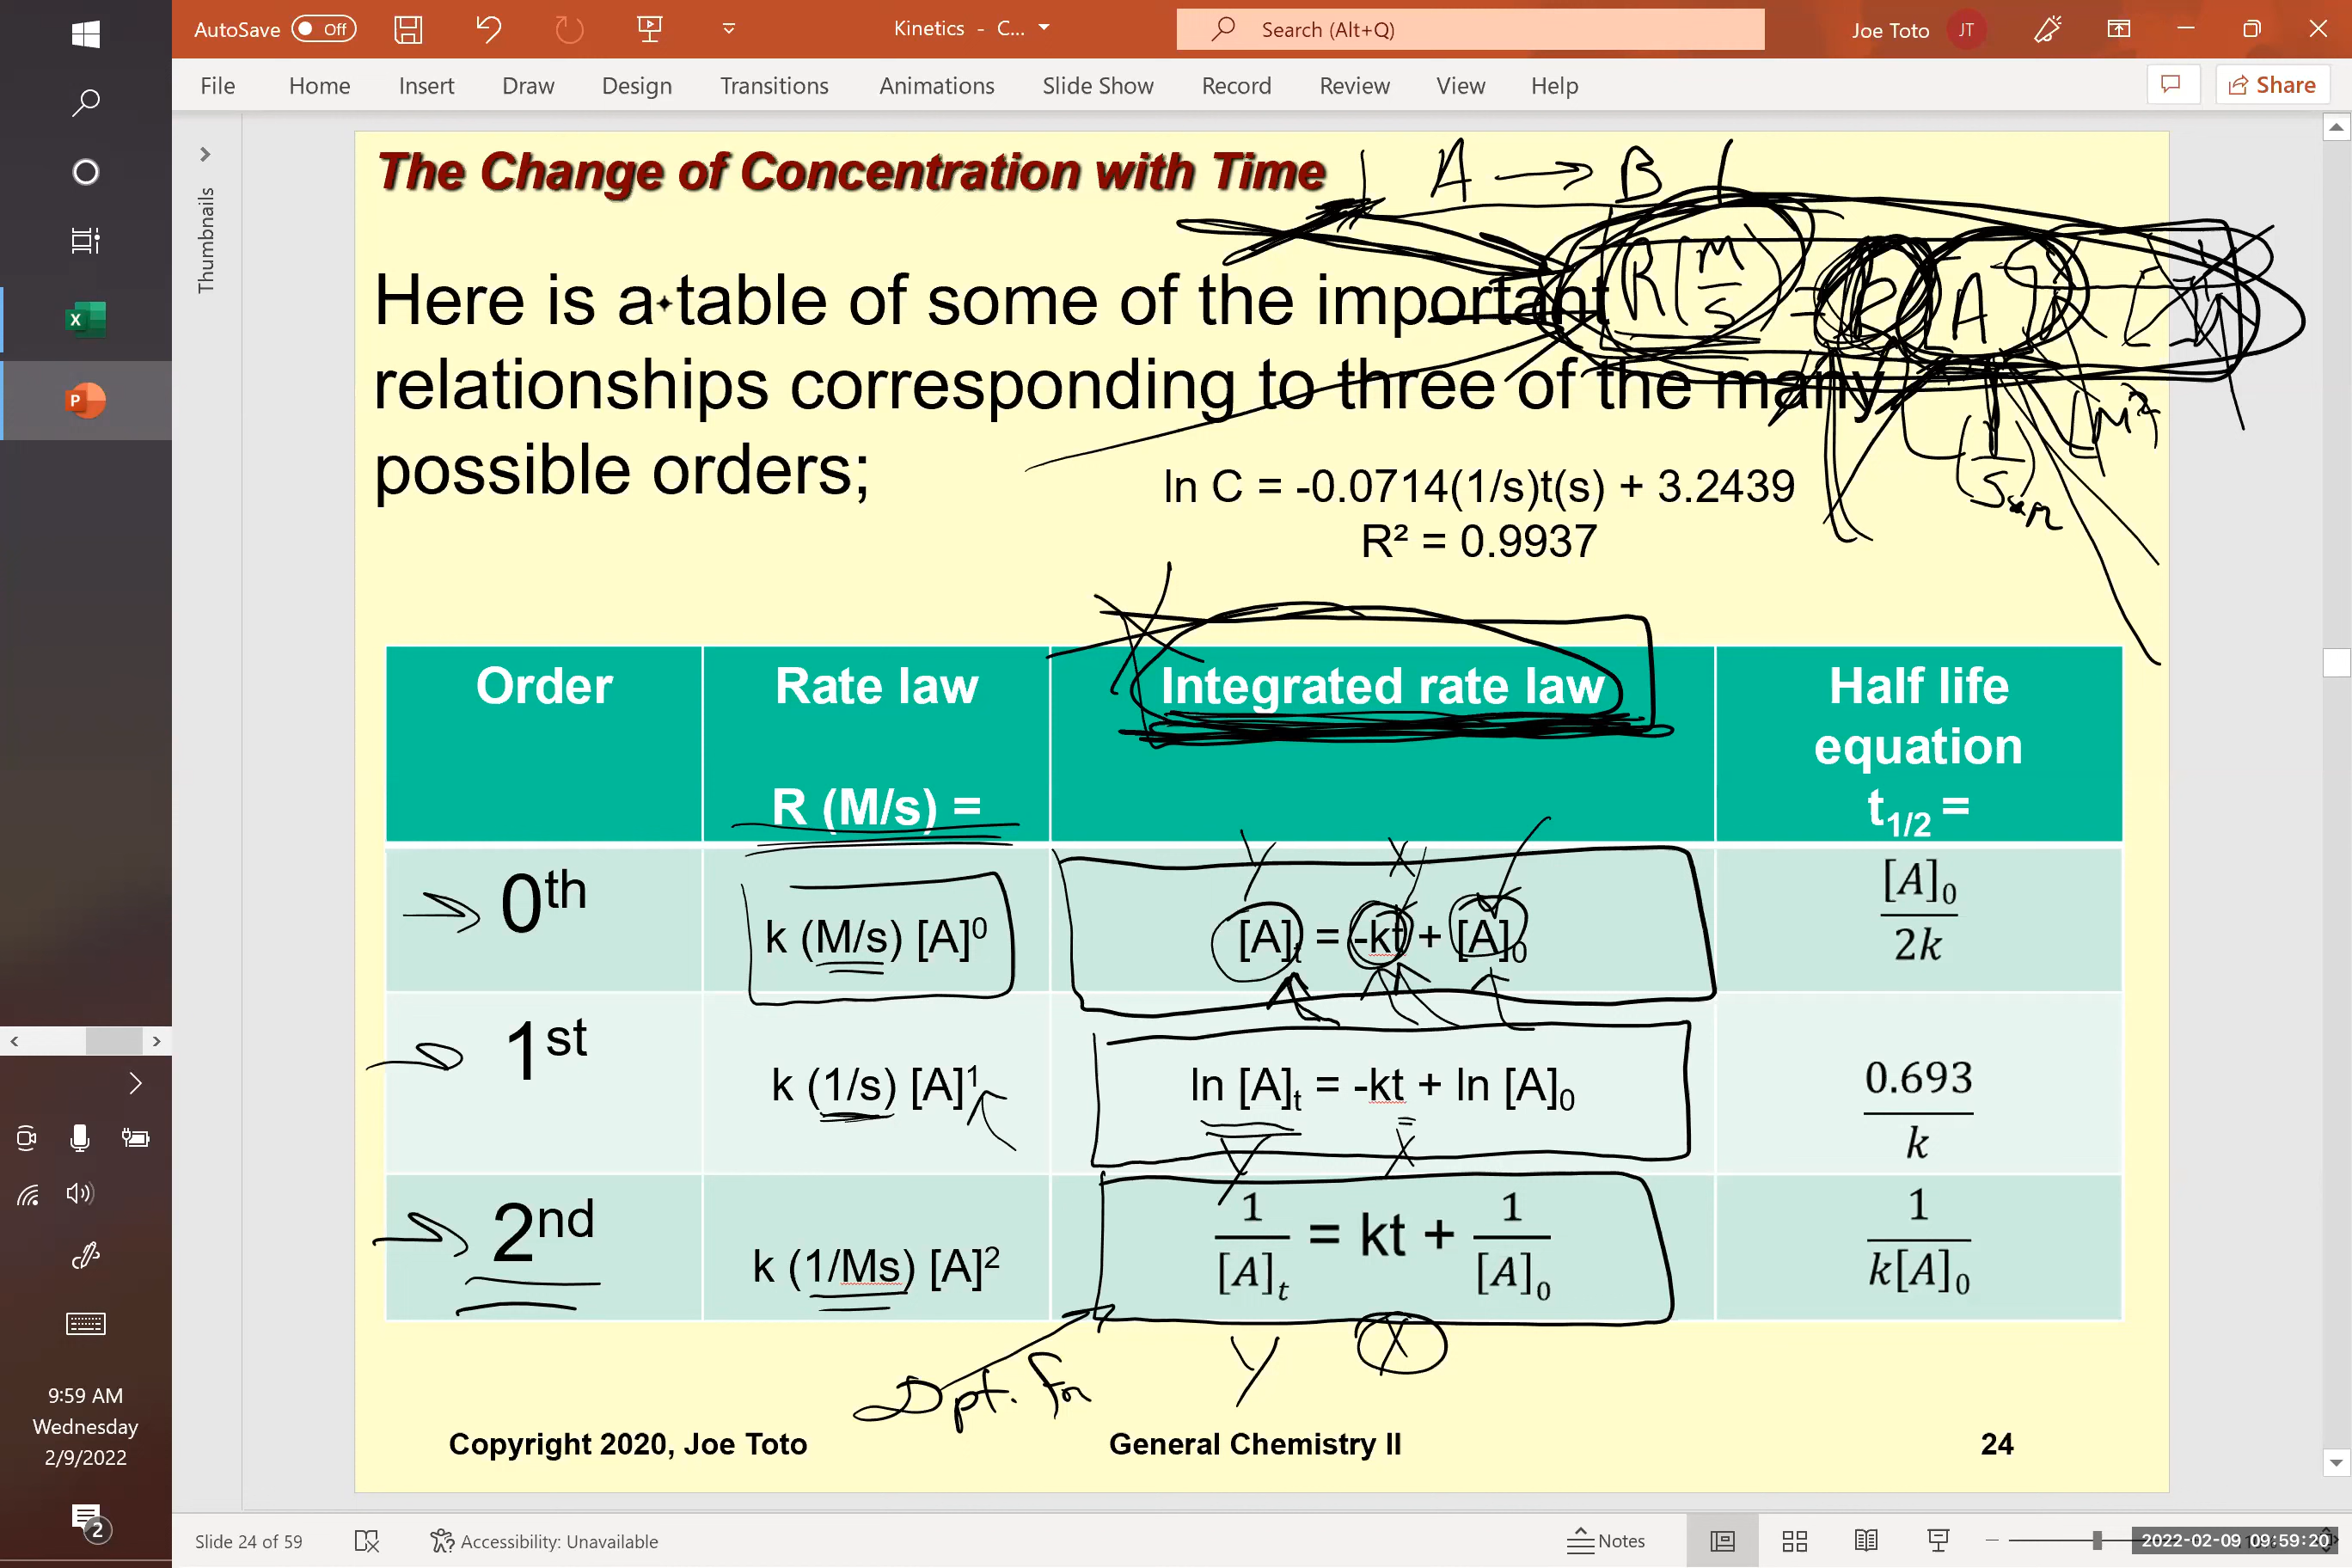 AutoSave Off Kinetics - C... Search (Alt+Q) Joe Toto JT
File Home Insert Draw Design Transitions Animations Slide Show Record Review View Help Share
Thumbnails
The Change of Concentration with Time
A → B
Here is a table of some of the important
R (M/s) = k [A]
relationships corresponding to three of the many
possible orders;
ln C = -0.0714(1/s)t(s) + 3.2439
R² = 0.9937
Order Rate law R (M/s) = Integrated rate law Half life equation t1/2 =
y x
0th k (M/s) [A]⁰ [A]t = -kt + [A]₀ [A]₀/2k
1st k (1/s) [A]¹ ln [A]t = -kt + ln [A]₀ 0.693/k
y x
2nd k (1/Ms) [A]² 1/[A]t = kt + 1/[A]₀ 1/k[A]₀
y x
Dpt. Fn
Copyright 2020, Joe Toto General Chemistry II 24
9:59 AM
Wednesday
2/9/2022
2
Slide 24 of 59 Accessibility: Unavailable Notes
2022-02-09 09:59:20